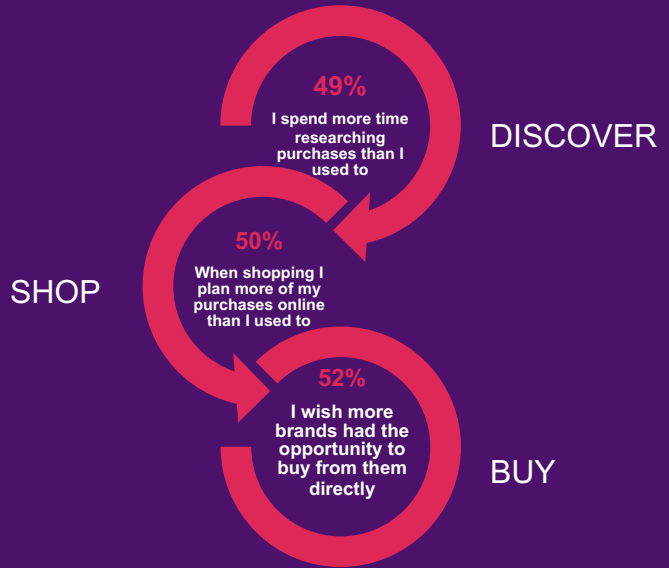 49%
I spend more time
researching
purchases than I
used to
DISCOVER
50%
When shopping I
plan more of my
purchases online
than I used to
SHOP
52%
I wish more
brands had the
opportunity to
buy from them
directly
BUY